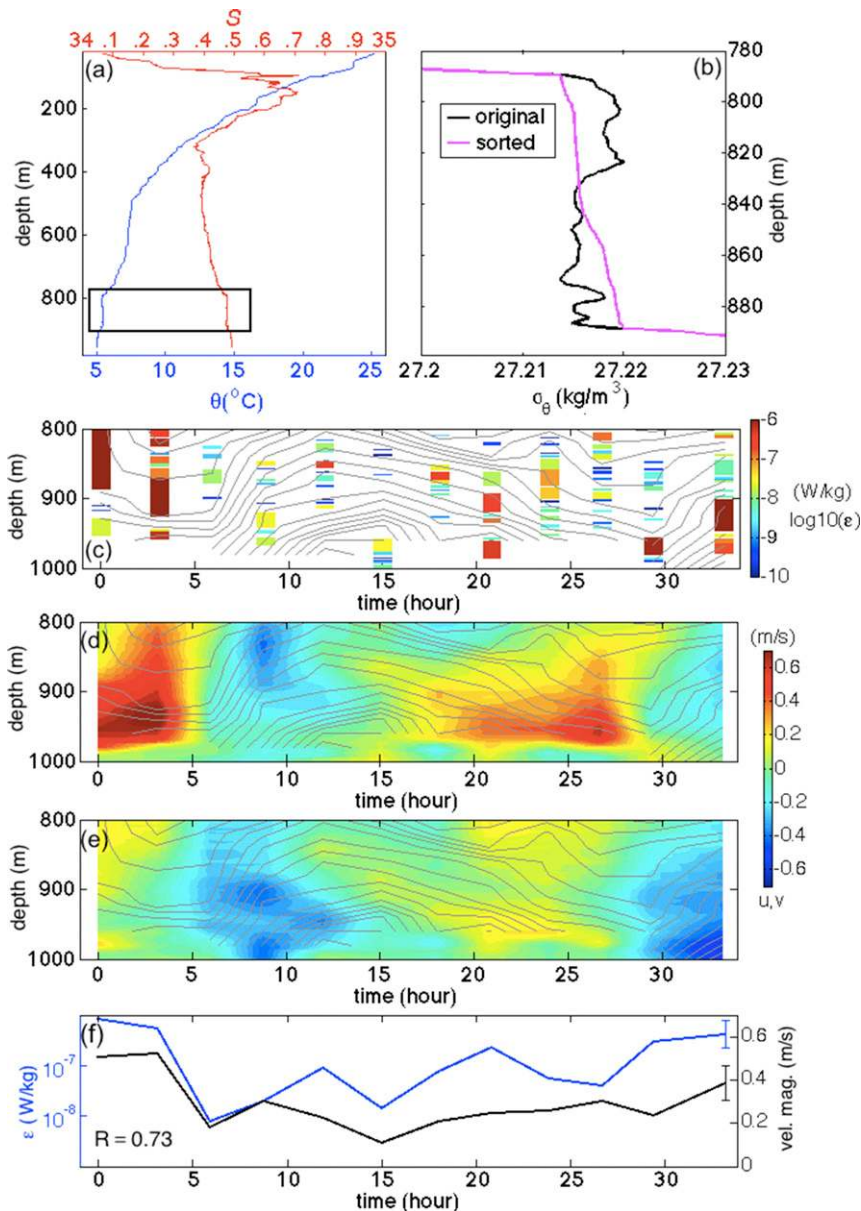 S
34 .1 .2 .3 .4 .5 .6 .7 .8 .9 35
(a)
200
400
600
800
depth (m)
5 10 15 20 25
θ(°C)
(b)
original
sorted
780
800
820
840
860
880
depth (m)
27.2 27.21 27.22 27.23
σθ (kg/m³)
800
900
1000
depth (m)
(c)
0 5 10 15 20 25 30
time (hour)
-6
-7
-8
-9
-10
(W/kg)
log10(ε)
800
900
1000
depth (m)
(d)
0 5 10 15 20 25 30
time (hour)
(m/s)
0.6
0.4
0.2
0
-0.2
-0.4
-0.6
u,v
800
900
1000
depth (m)
(e)
0 5 10 15 20 25 30
time (hour)
(f)
ε (W/kg)
10⁻⁷
10⁻⁸
R = 0.73
0.6
0.4
0.2
0
vel. mag. (m/s)
0 5 10 15 20 25 30
time (hour)